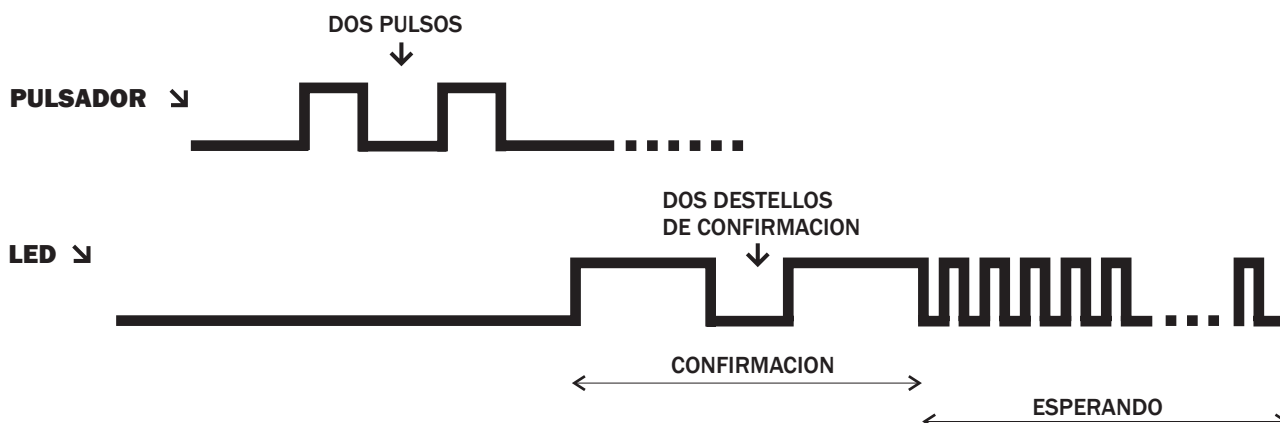 DOS PULSOS
PULSADOR
DOS DESTELLOS
DE CONFIRMACION
LED
CONFIRMACION
ESPERANDO